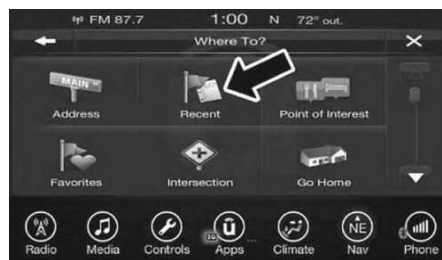 FM 87.7 1:00 N 72° out.
Where To?
MAIN
Address Recent Point of Interest
Favorites Intersection Go Home
3G ū NE
Radio Media Controls Apps Climate Nav Phone